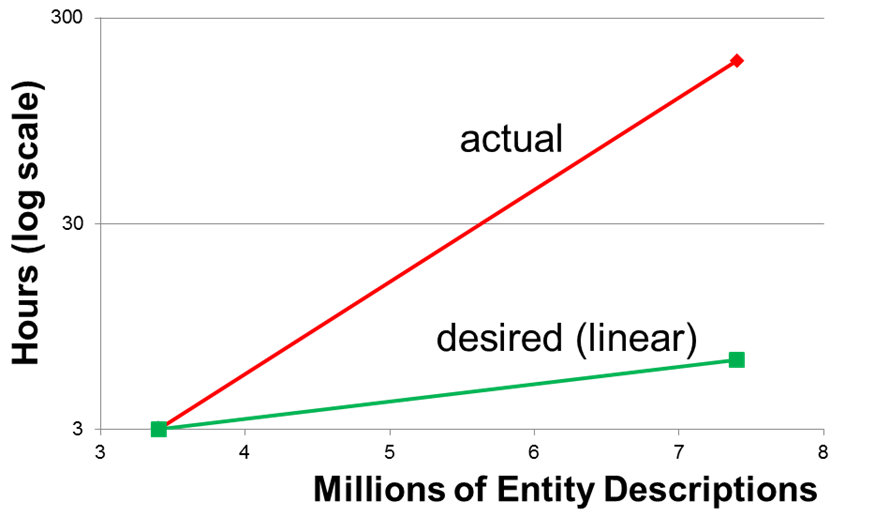 300
30
3
Hours (log scale)
actual
desired (linear)
3 4 5 6 7 8
Millions of Entity Descriptions